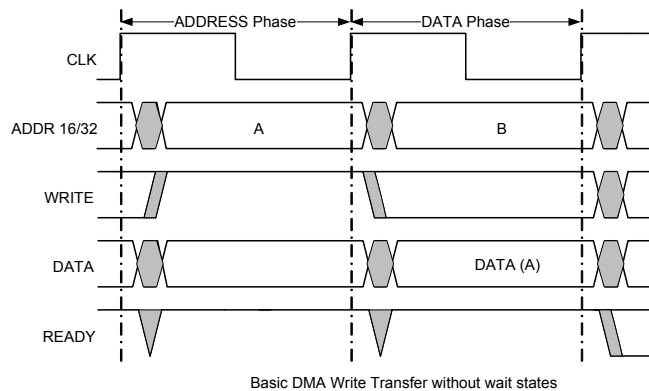 ADDRESS Phase DATA Phase
CLK
ADDR 16/32 A B
WRITE
DATA DATA (A)
READY
Basic DMA Write Transfer without wait states